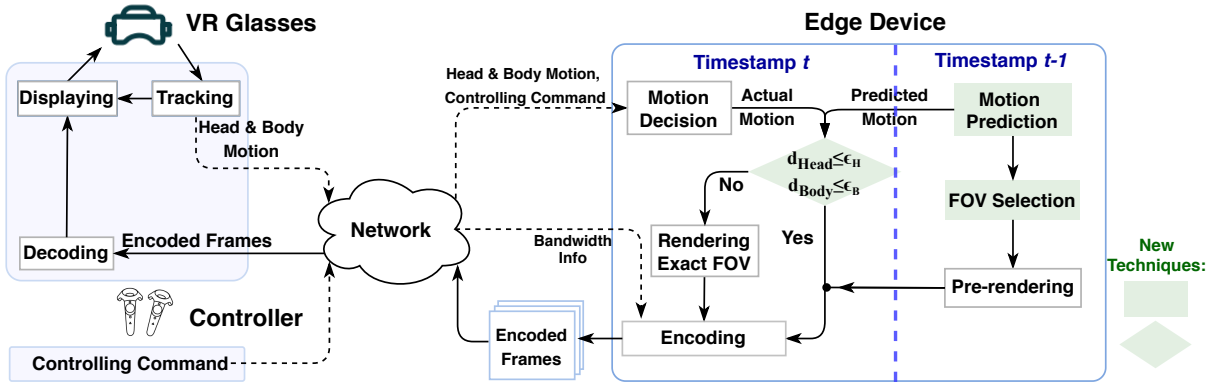 VR Glasses
Displaying
Tracking
Head & Body
Motion
Decoding
Encoded Frames
Controller
Controlling Command
Network
Head & Body Motion,
Controlling Command
Bandwidth
Info
Encoded
Frames
Edge Device
Timestamp t
Timestamp t-1
Motion
Decision
Actual
Motion
Predicted
Motion
Motion
Prediction
dHead≤ϵH
dBody≤ϵB
No
Yes
FOV Selection
Rendering
Exact FOV
Pre-rendering
Encoding
New
Techniques: